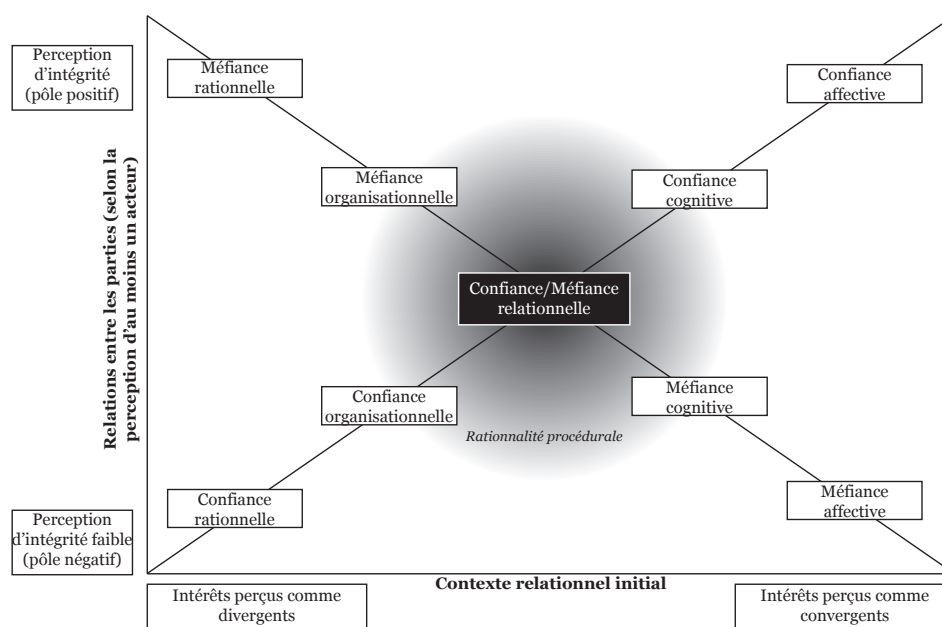 Perception
d’intégrité
(pôle positif)
Méfiance
rationnelle
Confiance
affective
Méfiance
organisationnelle
Confiance
cognitive
Relations entre les parties (selon la
perception d’au moins un acteur)
Confiance/Méfiance
relationnelle
Confiance
organisationnelle
Méfiance
cognitive
Rationnalité procédurale
Confiance
rationnelle
Méfiance
affective
Perception
d’intégrité faible
(pôle négatif)
Contexte relationnel initial
Intérêts perçus comme
divergents
Intérêts perçus comme
convergents